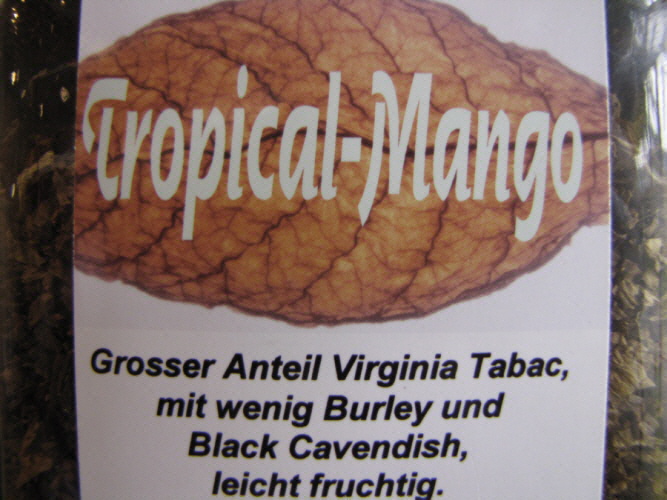 Tropical-Mango
Grosser Anteil Virginia Tabac,
mit wenig Burley und
Black Cavendish,
leicht fruchtig.